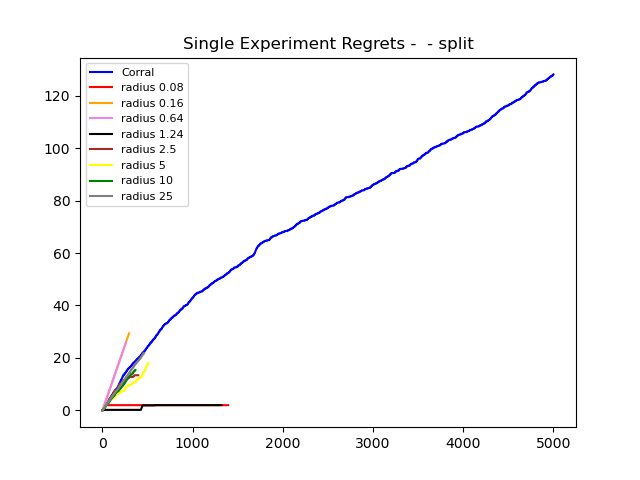 Single Experiment Regrets -  - split
Corral
radius 0.08
radius 0.16
radius 0.64
radius 1.24
radius 2.5
radius 5
radius 10
radius 25
120
100
80
60
40
20
0
0 1000 2000 3000 4000 5000